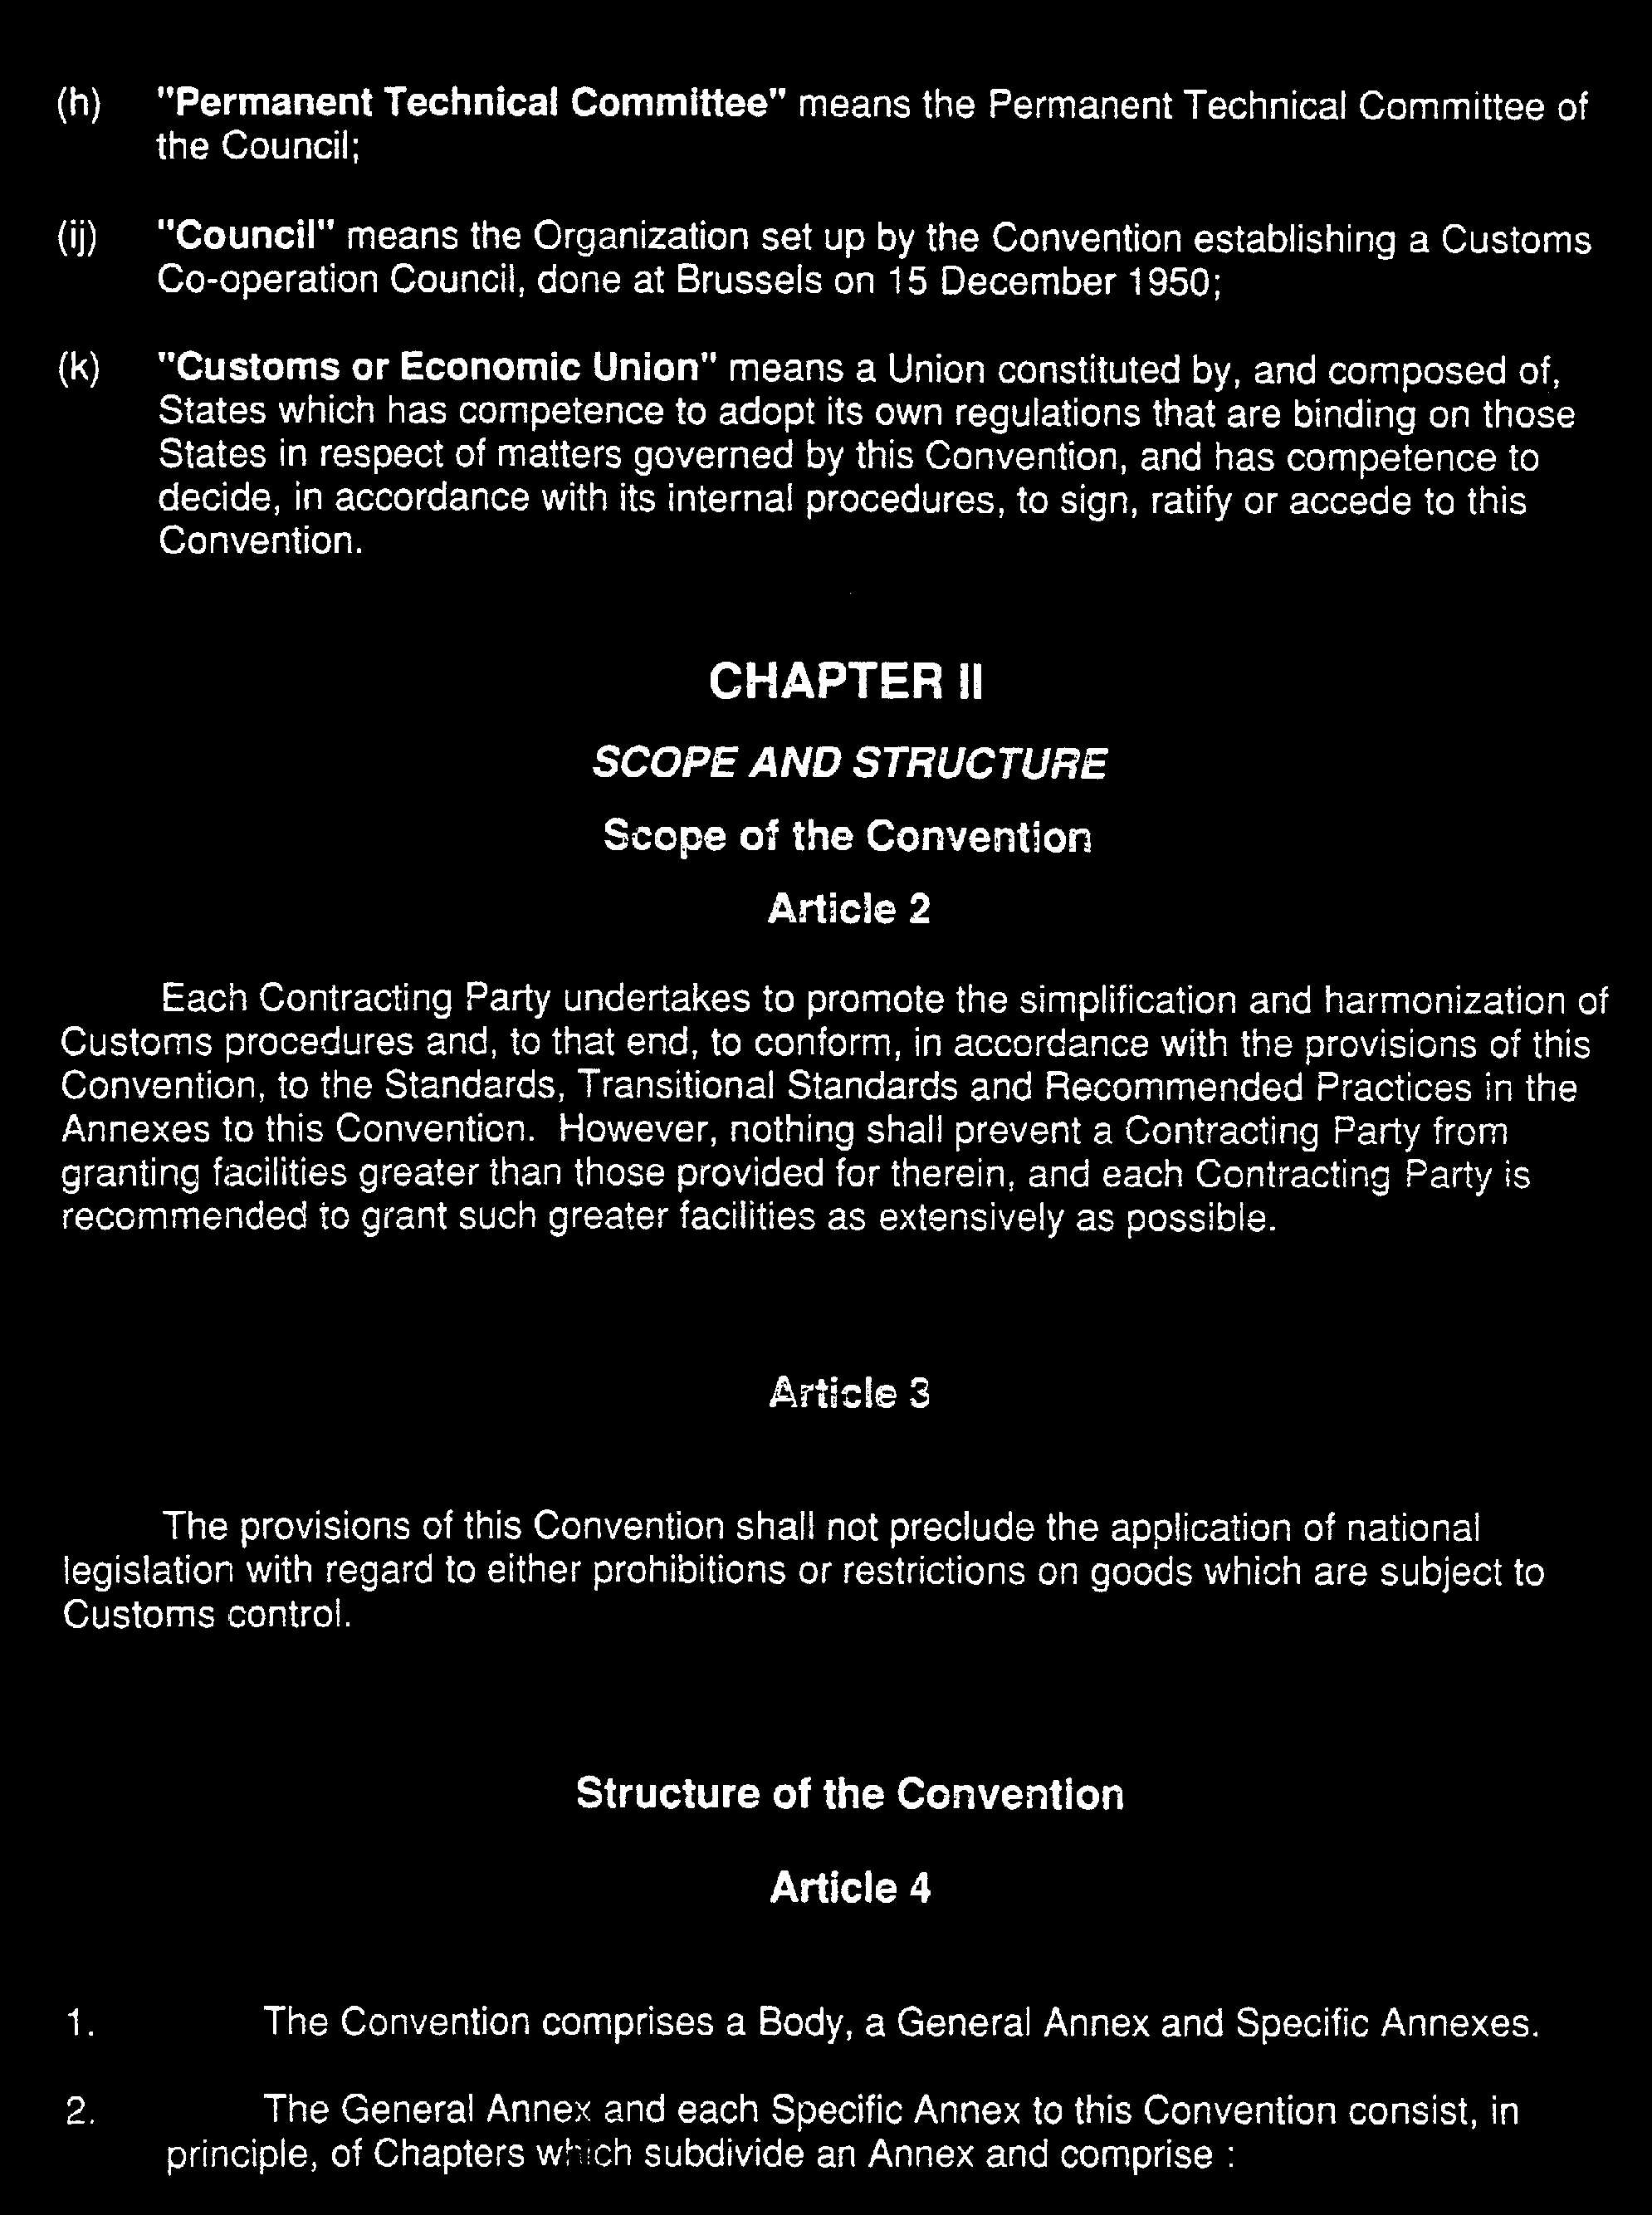 (h) "Permanent Technical Committee" means the Permanent Technical Committee of
the Council;
(ij) "Council" means the Organization set up by the Convention establishing a Customs
Co-operation Council, done at Brussels on 15 December 1950;
(k) "Customs or Economic Union" means a Union constituted by, and composed of,
States which has competence to adopt its own regulations that are binding on those
States in respect of matters governed by this Convention, and has competence to
decide, in accordance with its internal procedures, to sign, ratify or accede to this
Convention.
CHAPTER II
SCOPE AND STRUCTURE
Scope of the Convention
Article 2
Each Contracting Party undertakes to promote the simplification and harmonization of
Customs procedures and, to that end, to conform, in accordance with the provisions of this
Convention, to the Standards, Transitional Standards and Recommended Practices in the
Annexes to this Convention. However, nothing shall prevent a Contracting Party from
granting facilities greater than those provided for therein, and each Contracting Party is
recommended to grant such greater facilities as extensively as possible.
Article 3
The provisions of this Convention shall not preclude the application of national
legislation with regard to either prohibitions or restrictions on goods which are subject to
Customs control.
Structure of the Convention
Article 4
1. The Convention comprises a Body, a General Annex and Specific Annexes.
2. The General Annex and each Specific Annex to this Convention consist, in
principle, of Chapters which subdivide an Annex and comprise :